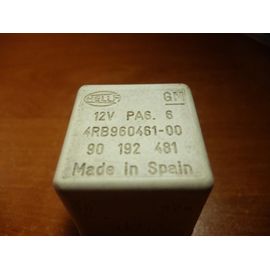 HELLA GM
12V PA6. 6
4RB960461-00
90 192 481
Made in Spain